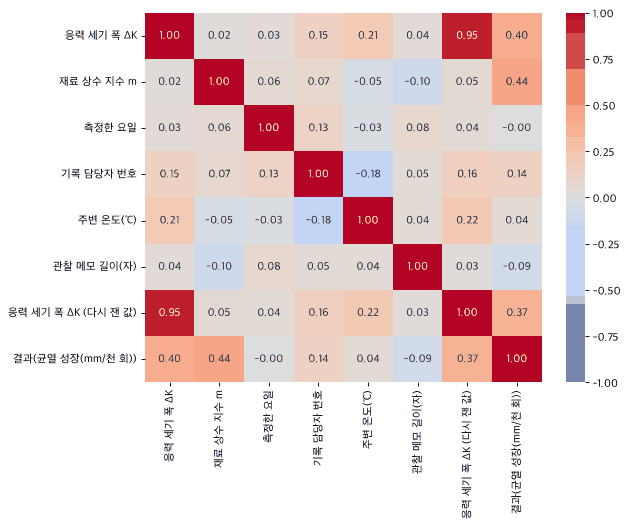 응력 세기 폭 ΔK 1.00 0.02 0.03 0.15 0.21 0.04 0.95 0.40
재료 상수 지수 m 0.02 1.00 0.06 0.07 -0.05 -0.10 0.05 0.44
측정한 요일 0.03 0.06 1.00 0.13 -0.03 0.08 0.04 -0.00
기록 담당자 번호 0.15 0.07 0.13 1.00 -0.18 0.05 0.16 0.14
주변 온도(℃) 0.21 -0.05 -0.03 -0.18 1.00 0.04 0.22 0.04
관찰 메모 길이(자) 0.04 -0.10 0.08 0.05 0.04 1.00 0.03 -0.09
응력 세기 폭 ΔK (다시 잰 값) 0.95 0.05 0.04 0.16 0.22 0.03 1.00 0.37
결과(균열 성장(mm/천 회)) 0.40 0.44 -0.00 0.14 0.04 -0.09 0.37 1.00
응력 세기 폭 ΔK
재료 상수 지수 m
측정한 요일
기록 담당자 번호
주변 온도(℃)
관찰 메모 길이(자)
응력 세기 폭 ΔK (다시 잰 값)
결과(균열 성장(mm/천 회))
1.00
0.75
0.50
0.25
0.00
-0.25
-0.50
-0.75
-1.00